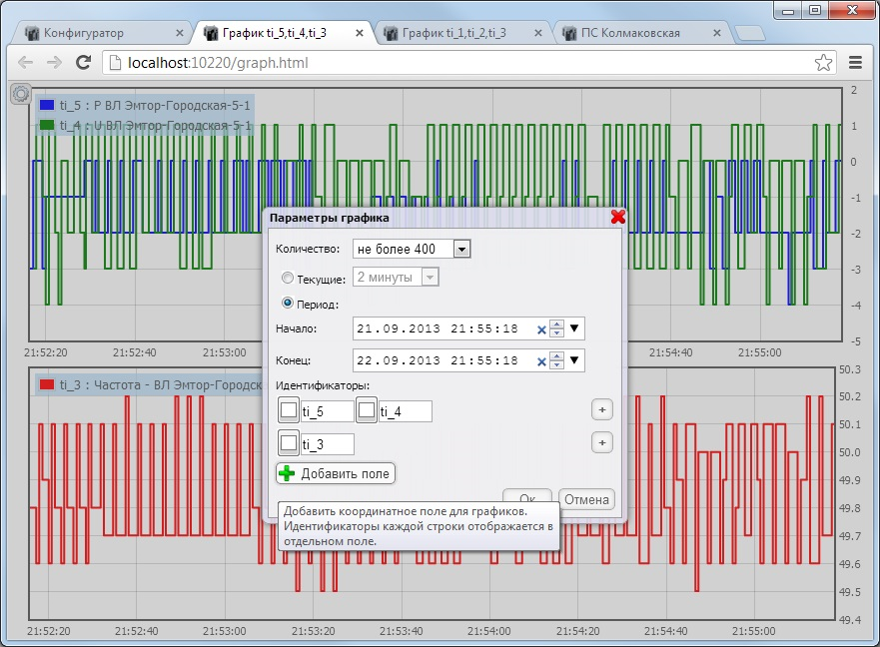 Конфигуратор
График ti_5,ti_4,ti_3
График ti_1,ti_2,ti_3
ПС Колмаковская
localhost:10220/graph.html
ti_5 : P ВЛ Эмтор-Городская-5-1
ti_4 : U ВЛ Эмтор-Городская-5-1
2
1
0
-1
-2
-3
-4
-5
21:52:20 21:52:40 21:53:00 21:54:40 21:55:00
Параметры графика
Количество: не более 400
Текущие: 2 минуты
Период:
Начало: 21.09.2013 21:55:18
Конец: 22.09.2013 21:55:18
Идентификаторы:
ti_5 ti_4 +
ti_3 +
Добавить поле
Ок Отмена
Добавить координатное поле для графиков.
Идентификаторы каждой строки отображается в
отдельном поле.
ti_3 : Частота - ВЛ Эмтор-Городск
50.3
50.2
50.1
50.0
49.9
49.8
49.7
49.6
49.5
49.4
21:52:20 21:52:40 21:53:00 21:53:20 21:53:40 21:54:00 21:54:20 21:54:40 21:55:00